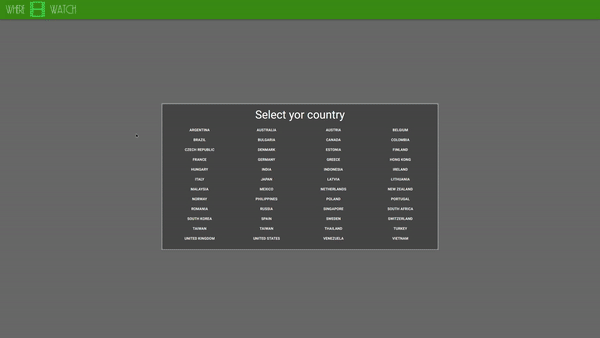 WHERE WATCH
Select yor country
ARGENTINA AUSTRALIA AUSTRIA BELGIUM
BRAZIL BULGARIA CANADA COLOMBIA
CZECH REPUBLIC DENMARK ESTONIA FINLAND
FRANCE GERMANY GREECE HONG KONG
HUNGARY INDIA INDONESIA IRELAND
ITALY JAPAN LATVIA LITHUANIA
MALAYSIA MEXICO NETHERLANDS NEW ZEALAND
NORWAY PHILIPPINES POLAND PORTUGAL
ROMANIA RUSSIA SINGAPORE SOUTH AFRICA
SOUTH KOREA SPAIN SWEDEN SWITZERLAND
TAIWAN TAIWAN THAILAND TURKEY
UNITED KINGDOM UNITED STATES VENEZUELA VIETNAM